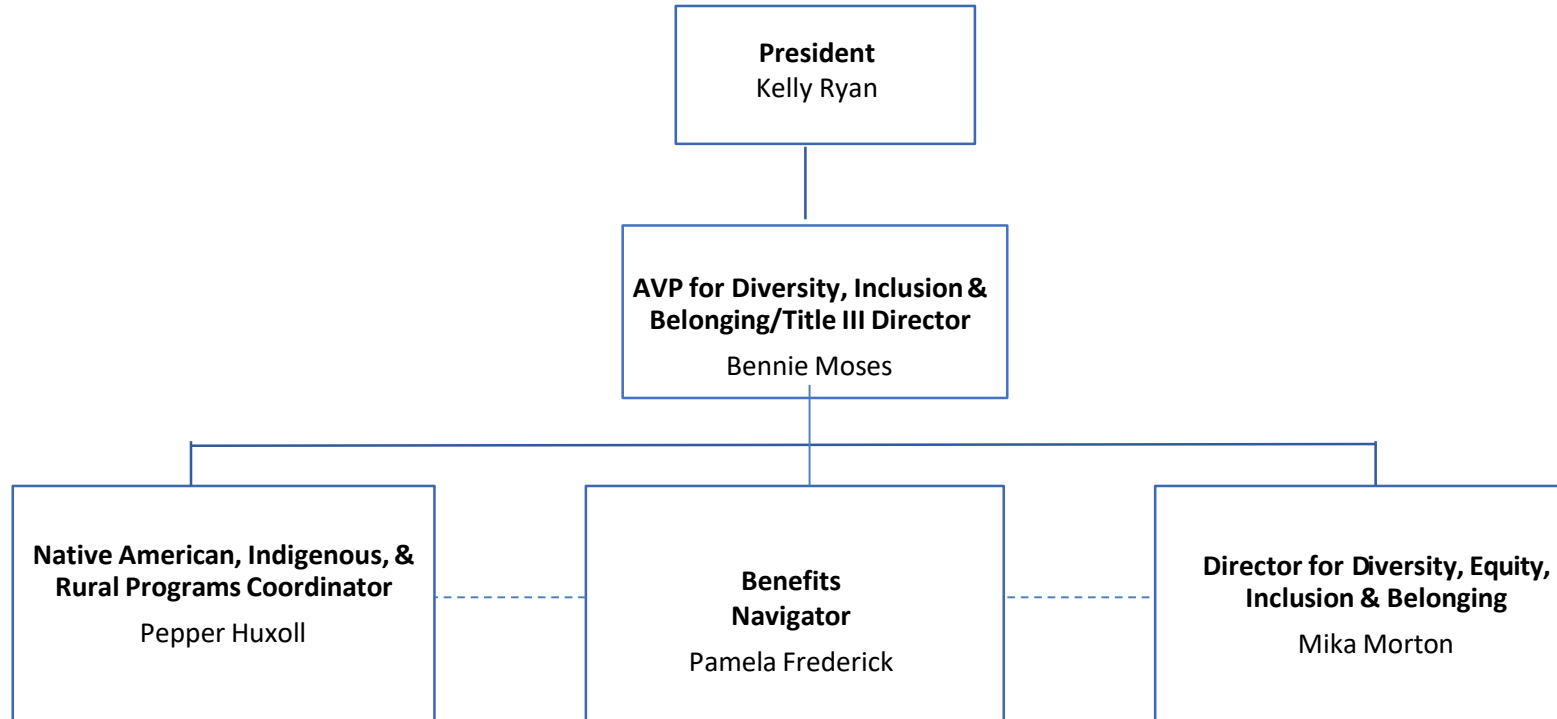 President
Kelly Ryan
AVP for Diversity, Inclusion &
Belonging/Title III Director
Bennie Moses
Native American, Indigenous, &
Rural Programs Coordinator
Pepper Huxoll
Benefits
Navigator
Pamela Frederick
Director for Diversity, Equity,
Inclusion & Belonging
Mika Morton